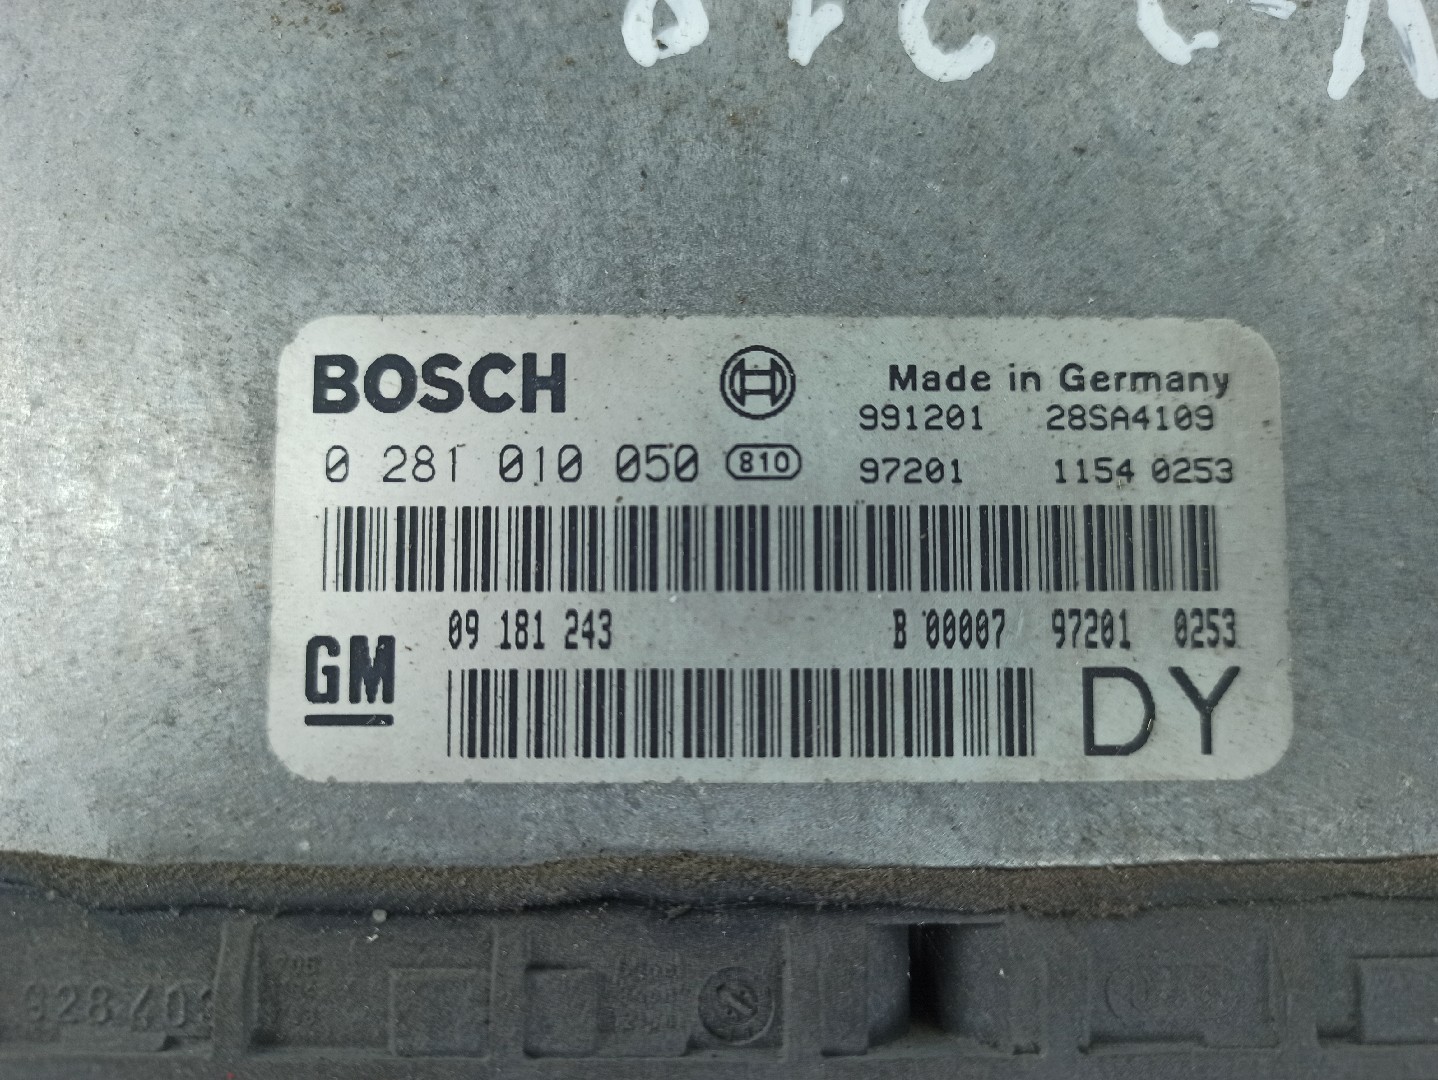 BOSCH
Made in Germany
991201 28SA4109
0 281 010 050 810
97201 1154 0253
09 181 243 B 00007 97201 0253
GM
DY